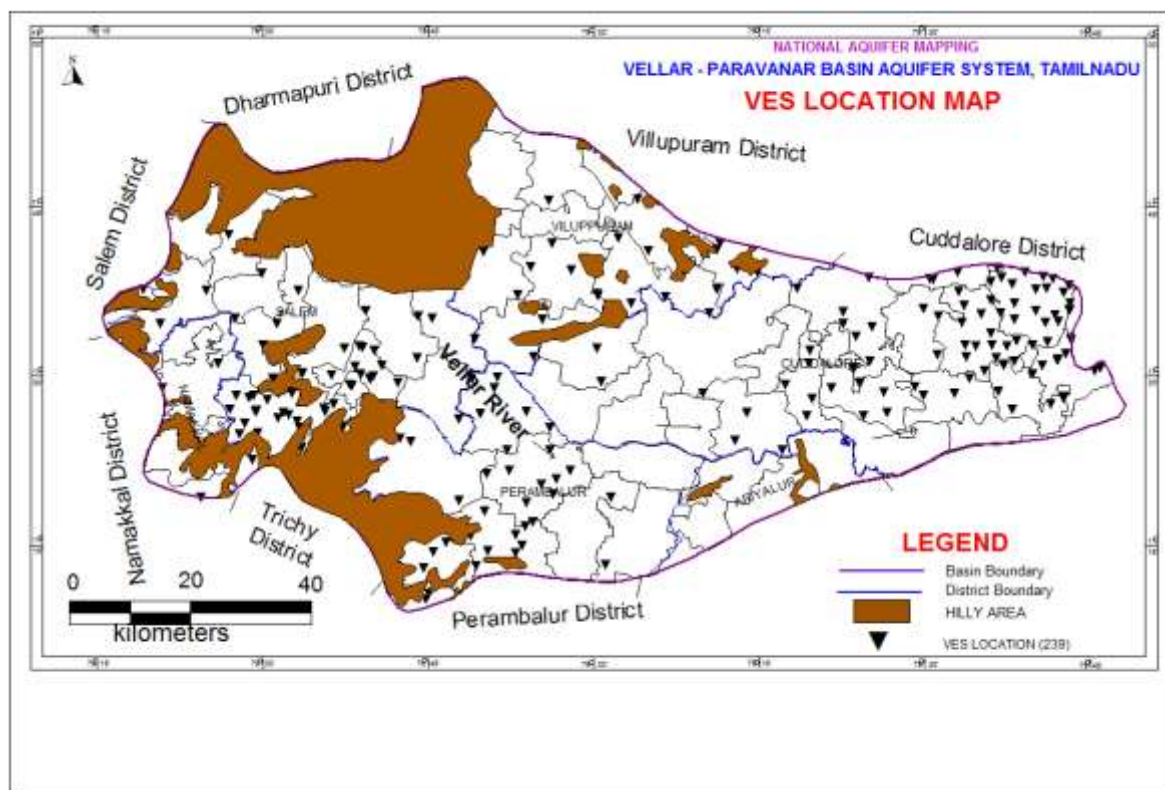 NATIONAL AQUIFER MAPPING
VELLAR - PARAVANAR BASIN AQUIFER SYSTEM, TAMILNADU
VES LOCATION MAP
Dharmapuri District
Villupuram District
Salem District
Cuddalore District
VILUPPURAM
SALEM
CUDDALORE
Vellar River
Namakkal District
Trichy
District
PERAMBALUR
ARIYALUR
Perambalur District
0 20 40
kilometers
LEGEND
Basin Boundary
District Boundary
HILLY AREA
VES LOCATION (239)